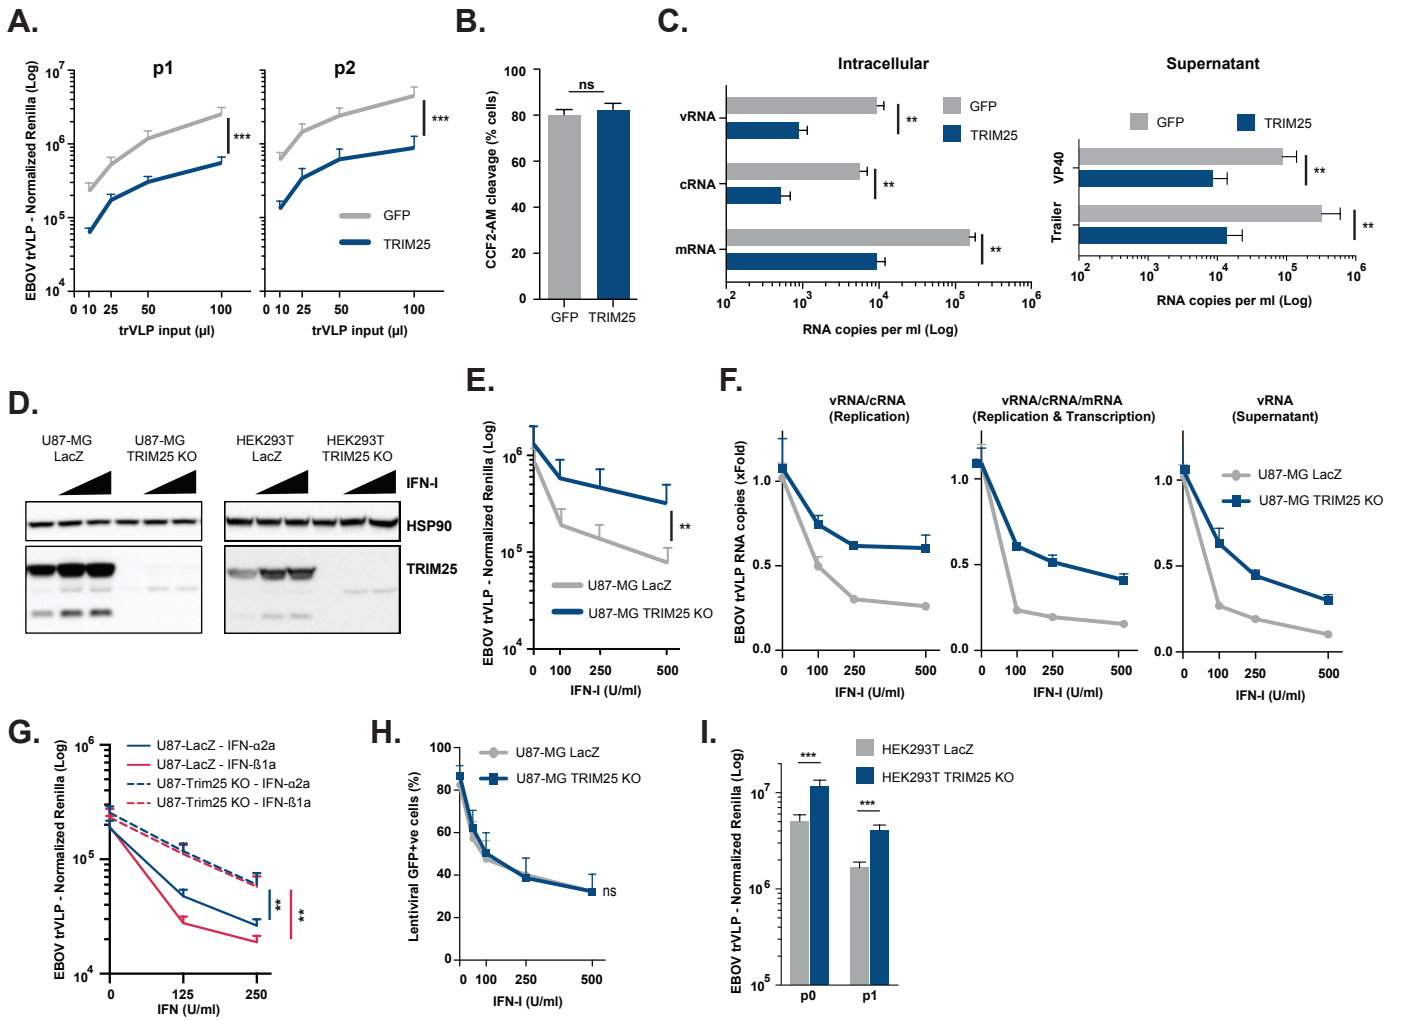 A.
p1
p2
EBOV trVLP - Normalized Renilla (Log)
10^7
10^6
10^5
10^4
***
***
GFP
TRIM25
0 10 25 50 100
0 10 25 50 100
trVLP input (µl)
trVLP input (µl)
B.
CCF2-AM cleavage (% cells)
100
80
60
40
20
0
ns
GFP TRIM25
C.
Intracellular
GFP
TRIM25
vRNA
**
cRNA
**
mRNA
**
10^2 10^3 10^4 10^5 10^6
RNA copies per ml (Log)
Supernatant
GFP TRIM25
VP40
**
Trailer
**
10^2 10^3 10^4 10^5 10^6
RNA copies per ml (Log)
D.
U87-MG LacZ
U87-MG TRIM25 KO
HEK293T LacZ
HEK293T TRIM25 KO
IFN-I
HSP90
TRIM25
E.
EBOV trVLP - Normalized Renilla (Log)
10^6
10^5
10^4
**
U87-MG LacZ
U87-MG TRIM25 KO
0 100 250 500
IFN-I (U/ml)
F.
EBOV trVLP RNA copies (xFold)
vRNA/cRNA
(Replication)
1.0
0.5
0.0
0 100 250 500
IFN-I (U/ml)
vRNA/cRNA/mRNA
(Replication & Transcription)
1.0
0.5
0.0
0 100 250 500
IFN-I (U/ml)
vRNA
(Supernatant)
U87-MG LacZ
U87-MG TRIM25 KO
1.0
0.5
0.0
0 100 250 500
IFN-I (U/ml)
G.
EBOV trVLP - Normalized Renilla (Log)
10^6
10^5
10^4
U87-LacZ - IFN-α2a
U87-LacZ - IFN-ß1a
U87-Trim25 KO - IFN-α2a
U87-Trim25 KO - IFN-ß1a
**
**
0 125 250
IFN (U/ml)
H.
Lentiviral GFP+ve cells (%)
100
80
60
40
20
0
U87-MG LacZ
U87-MG TRIM25 KO
ns
0 100 250 500
IFN-I (U/ml)
I.
EBOV trVLP - Normalized Renilla (Log)
10^7
10^6
10^5
HEK293T LacZ
HEK293T TRIM25 KO
***
***
p0 p1